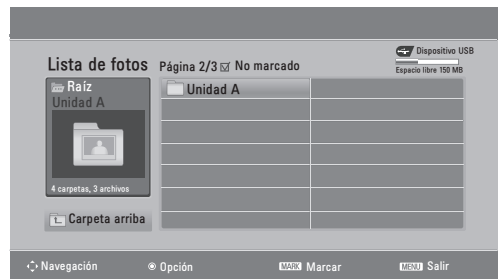 Dispositivo USB
Lista de fotos Página 2/3 No marcado
Espacio libre 150 MB
Raíz
Unidad A
Unidad A
4 carpetas, 3 archivos
Carpeta arriba
Navegación Opción MARK Marcar MENU Salir